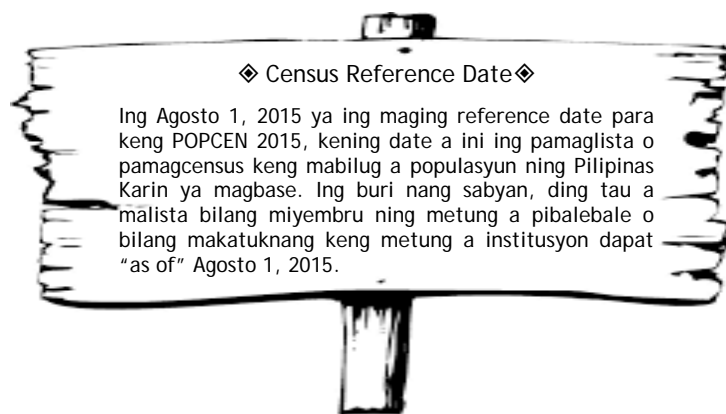 ◈ Census Reference Date◈
Ing Agosto 1, 2015 ya ing maging reference date para
keng POPCEN 2015, kening date a ini ing pamaglista o
pamagcensus keng mabilug a populasyun ning Pilipinas
Karin ya magbase. Ing buri nang sabyan, ding tau a
malista bilang miyembru ning metung a pibalebale o
bilang makatuknang keng metung a institusyon dapat
“as of” Agosto 1, 2015.